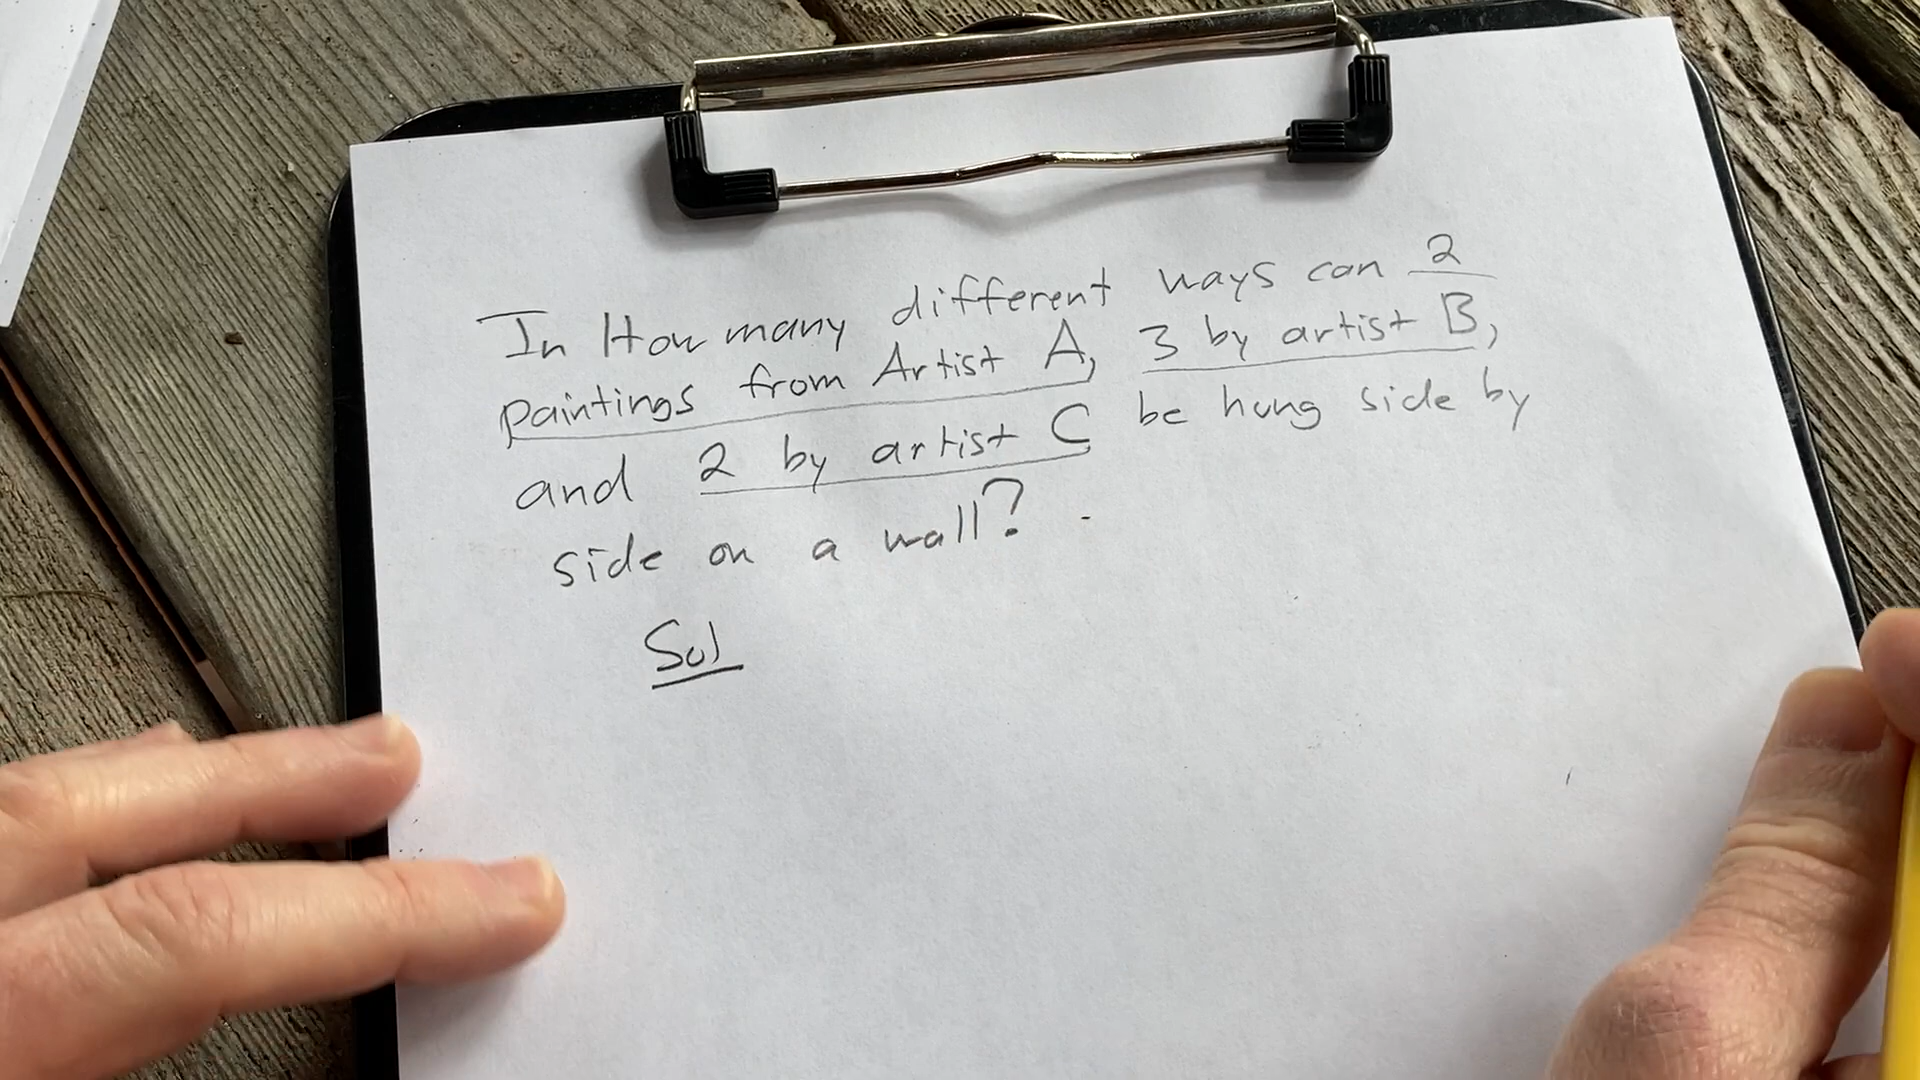 In How many different ways can 2
paintings from Artist A, 3 by artist B,
and 2 by artist C be hung side by
side on a wall?
Sol